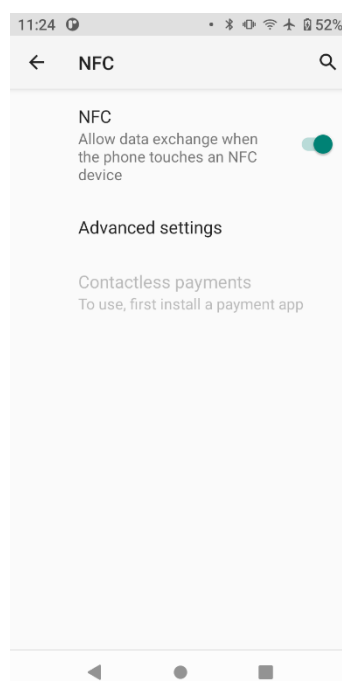 11:24 52%
NFC
NFC
Allow data exchange when
the phone touches an NFC
device
Advanced settings
Contactless payments
To use, first install a payment app